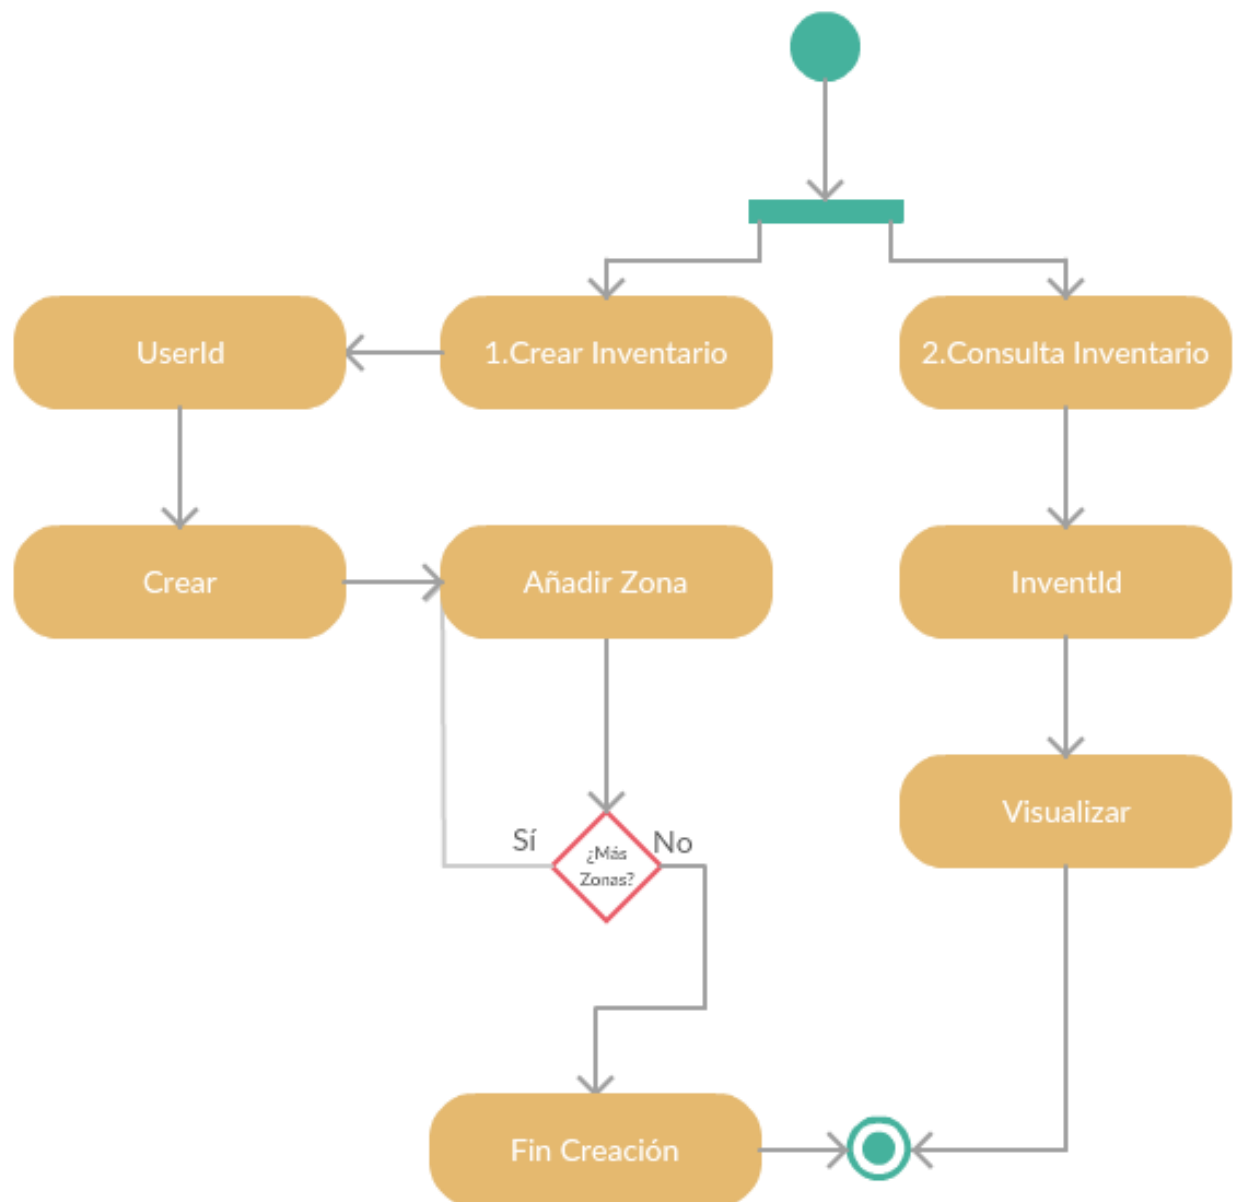 UserId
1.Crear Inventario
2.Consulta Inventario
Crear
Añadir Zona
InventId
Visualizar
Sí
¿Más
Zonas?
No
Fin Creación